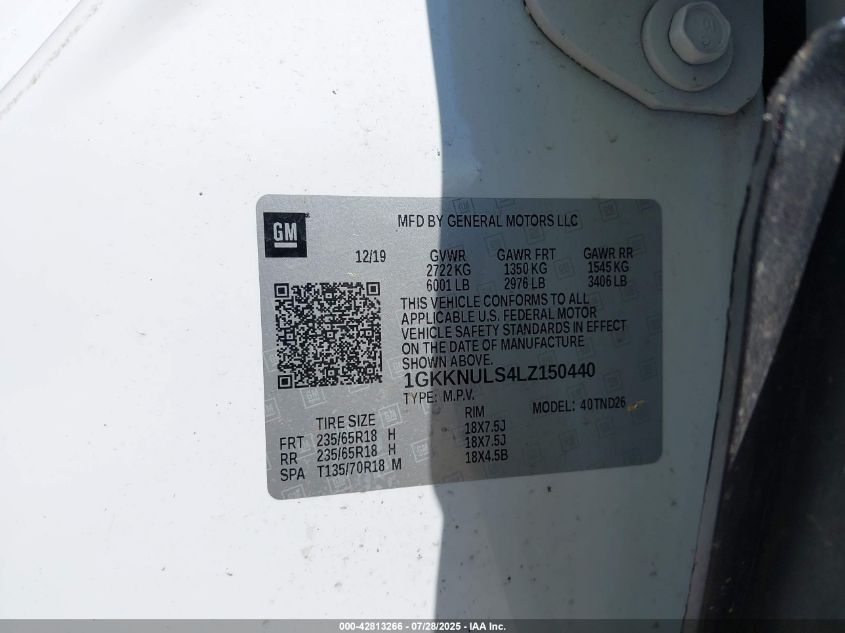 GM
MFD BY GENERAL MOTORS LLC
12/19 GVWR GAWR FRT GAWR RR
2722 KG 1350 KG 1545 KG
6001 LB 2976 LB 3406 LB
THIS VEHICLE CONFORMS TO ALL
APPLICABLE U.S. FEDERAL MOTOR
VEHICLE SAFETY STANDARDS IN EFFECT
ON THE DATE OF MANUFACTURE
SHOWN ABOVE.
1GKKNULS4LZ150440
TYPE: M.P.V. MODEL: 40TND26
TIRE SIZE RIM
FRT 235/65R18 H 18X7.5J
RR 235/65R18 H 18X7.5J
SPA T135/70R18 M 18X4.5B
000-42813266 - 07/28/2025 - IAA Inc.